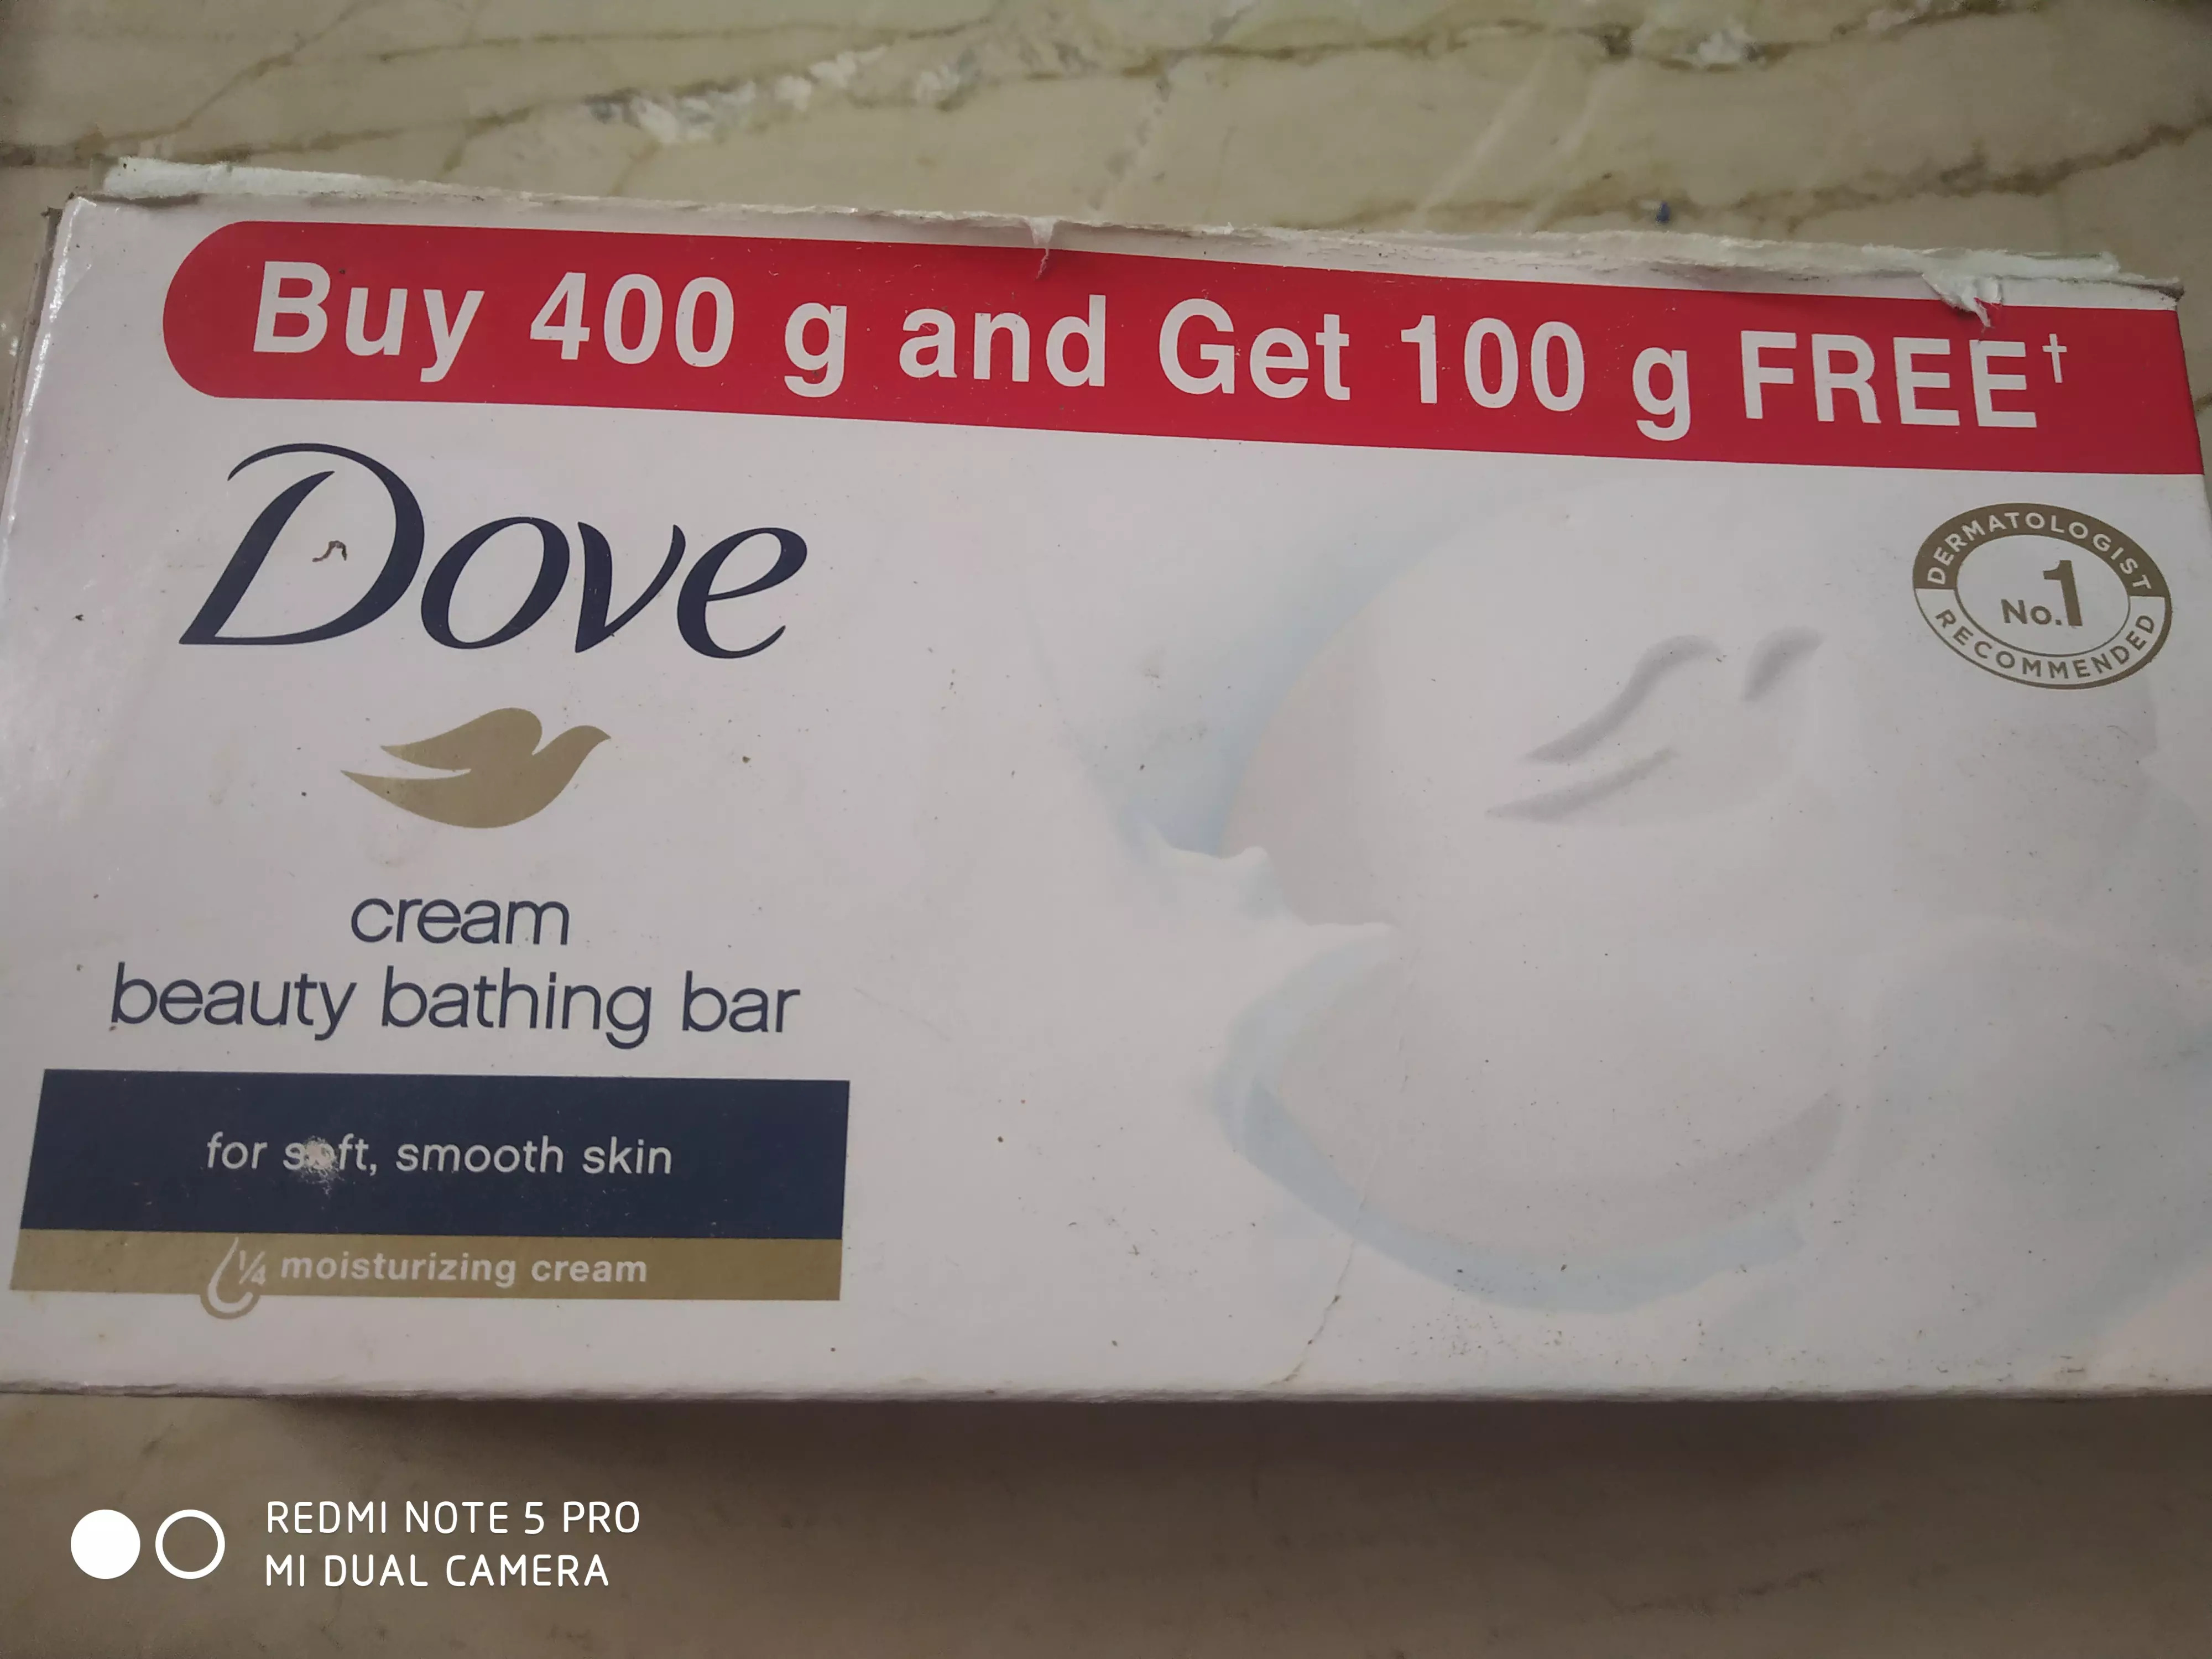 Buy 400 g and Get 100 g FREE†
Dove
DERMATOLOGIST
No.1
RECOMMENDED
cream
beauty bathing bar
for soft, smooth skin
1/4 moisturizing cream
REDMI NOTE 5 PRO
MI DUAL CAMERA